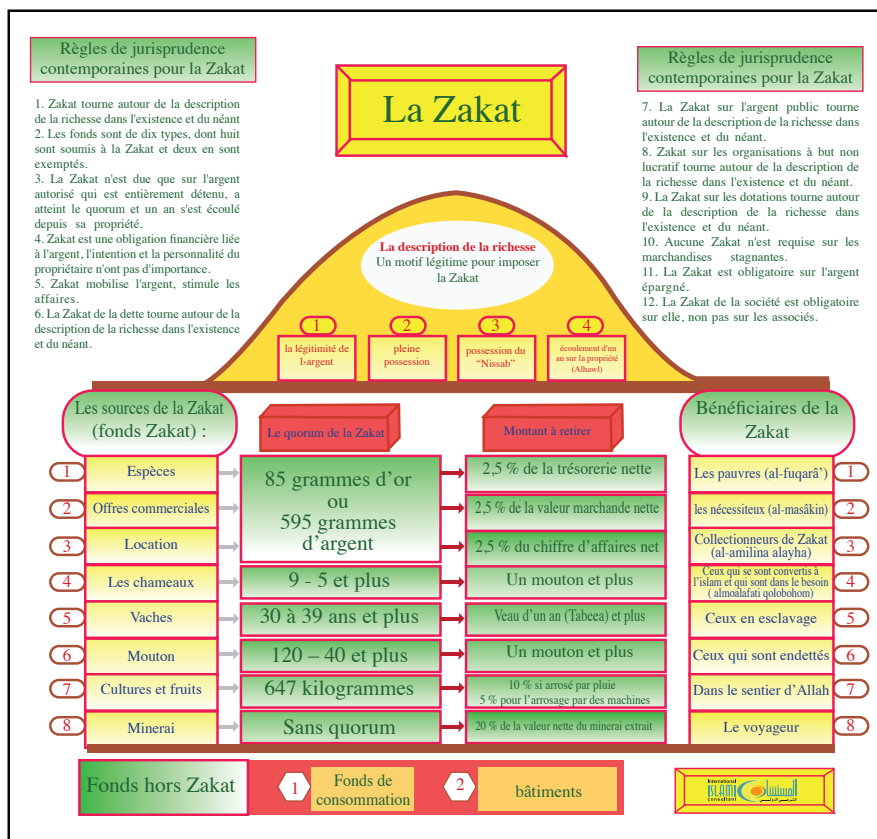 Règles de jurisprudence
contemporaines pour la Zakat
1. Zakat tourne autour de la description
de la richesse dans l'existence et du néant
2. Les fonds sont de dix types, dont huit
sont soumis à la Zakat et deux en sont
exemptés.
3. La Zakat n'est due que sur l'argent
autorisé qui est entièrement détenu, a
atteint le quorum et un an s'est écoulé
depuis sa propriété.
4. Zakat est une obligation financière liée
à l'argent, l'intention et la personnalité du
propriétaire n'ont pas d'importance.
5. Zakat mobilise l'argent, stimule les
affaires.
6. La Zakat de la dette tourne autour de la
description de la richesse dans l'existence
et du néant.
La Zakat
Règles de jurisprudence
contemporaines pour la Zakat
7. La Zakat sur l'argent public tourne
autour de la description de la richesse dans
l'existence et du néant.
8. Zakat sur les organisations à but non
lucratif tourne autour de la description de
la richesse dans l'existence et du néant.
9. La Zakat sur les dotations tourne autour
de la description de la richesse dans
l'existence et du néant.
10. Aucune Zakat n'est requise sur les
marchandises stagnantes.
11. La Zakat est obligatoire sur l'argent
épargné.
12. La Zakat de la société est obligatoire
sur elle, non pas sur les associés.
La description de la richesse
Un motif légitime pour imposer
la Zakat
1
la légitimité de
l›argent
2
pleine
possession
3
possession du
“Nissab”
4
écoulement d'un
an sur la propriété
(Alhawl)
Les sources de la Zakat
(fonds Zakat) :
Le quorum de la Zakat
Montant à retirer
Bénéficiaires de la
Zakat
1
Espèces
2
Offres commerciales
3
Location
85 grammes d’or
ou
595 grammes
d’argent
2,5 % de la trésorerie nette
2,5 % de la valeur marchande nette
2,5 % du chiffre d’affaires net
4
Les chameaux
9 - 5 et plus
Un mouton et plus
5
Vaches
30 à 39 ans et plus
Veau d’un an (Tabeea) et plus
6
Mouton
120 – 40 et plus
Un mouton et plus
7
Cultures et fruits
647 kilogrammes
10 % si arrosé par pluie
5 % pour l’arrosage par des machines
8
Minerai
Sans quorum
20 % de la valeur nette du minerai extrait
Les pauvres (al-fuqarâ’)
1
les nécessiteux (al-masâkin)
2
Collectionneurs de Zakat
(al-amilina alayha)
3
Ceux qui se sont convertis à
l’islam et qui sont dans le besoin
( almoalafati qolobohom)
4
Ceux en esclavage
5
Ceux qui sont endettés
6
Dans le sentier d’Allah
7
Le voyageur
8
Fonds hors Zakat
1
Fonds de
consommation
2
bâtiments
International
ISLAMI
consultant
المستشار
الشرعي الدولي